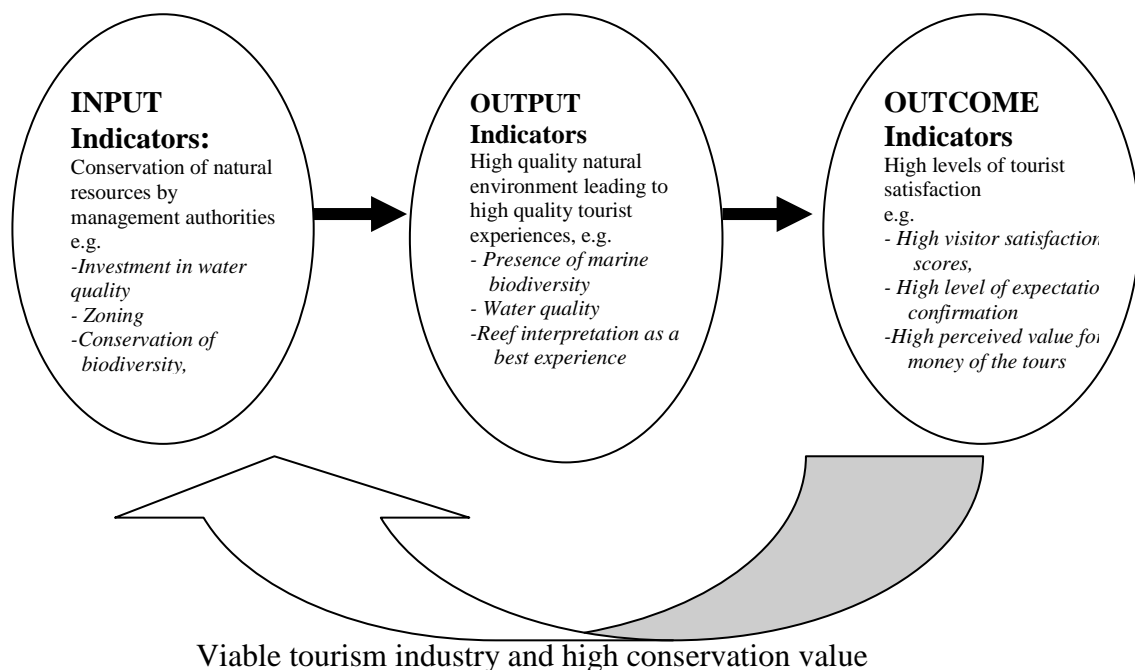 INPUT
Indicators:
Conservation of natural
resources by
management authorities
e.g.
-Investment in water
quality
- Zoning
-Conservation of
biodiversity,
OUTPUT
Indicators
High quality natural
environment leading to
high quality tourist
experiences, e.g.
- Presence of marine
biodiversity
- Water quality
-Reef interpretation as a
best experience
OUTCOME
Indicators
High levels of tourist
satisfaction
e.g.
- High visitor satisfaction
scores,
- High level of expectatio
confirmation
-High perceived value for
money of the tours
Viable tourism industry and high conservation value